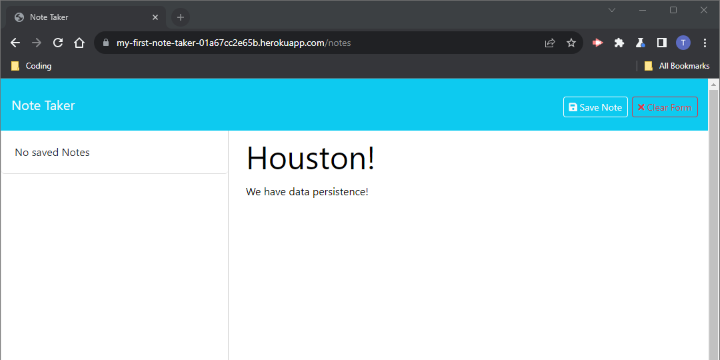 Note Taker
my-first-note-taker-01a67cc2e65b.herokuapp.com/notes
T
Coding
All Bookmarks
Note Taker
Save Note
Clear Form
No saved Notes
Houston!
We have data persistence!